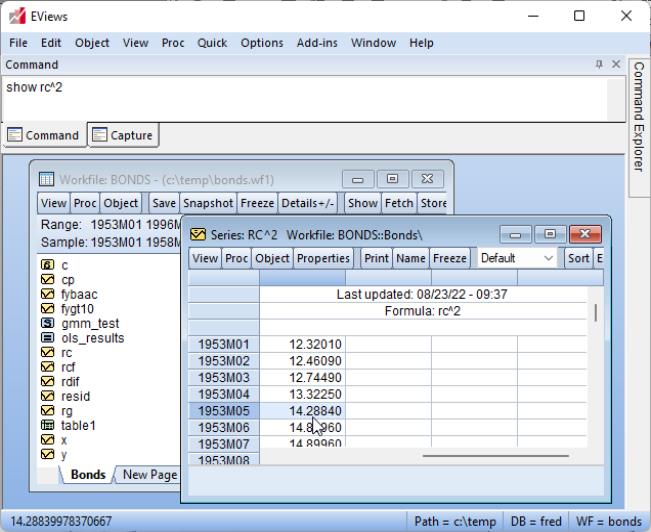 EViews
File Edit Object View Proc Quick Options Add-ins Window Help
Command
show rc^2
Command Capture
Command Explorer
Workfile: BONDS - (c:\temp\bonds.wf1)
View Proc Object Save Snapshot Freeze Details+/- Show Fetch Store
Range: 1953M01 1996M
Sample: 1953M01 1958M
c
cp
fybaac
fygt10
gmm_test
ols_results
rc
rcf
rdif
resid
rg
table1
x
y
Bonds New Page
Series: RC^2 Workfile: BONDS::Bonds\
View Proc Object Properties Print Name Freeze Default Sort E
Last updated: 08/23/22 - 09:37
Formula: rc^2
1953M01 12.32010
1953M02 12.46090
1953M03 12.74490
1953M04 13.32250
1953M05 14.28840
1953M06
1953M07 14.89960
1953M08
14.28839978370667 Path = c:\temp DB = fred WF = bonds